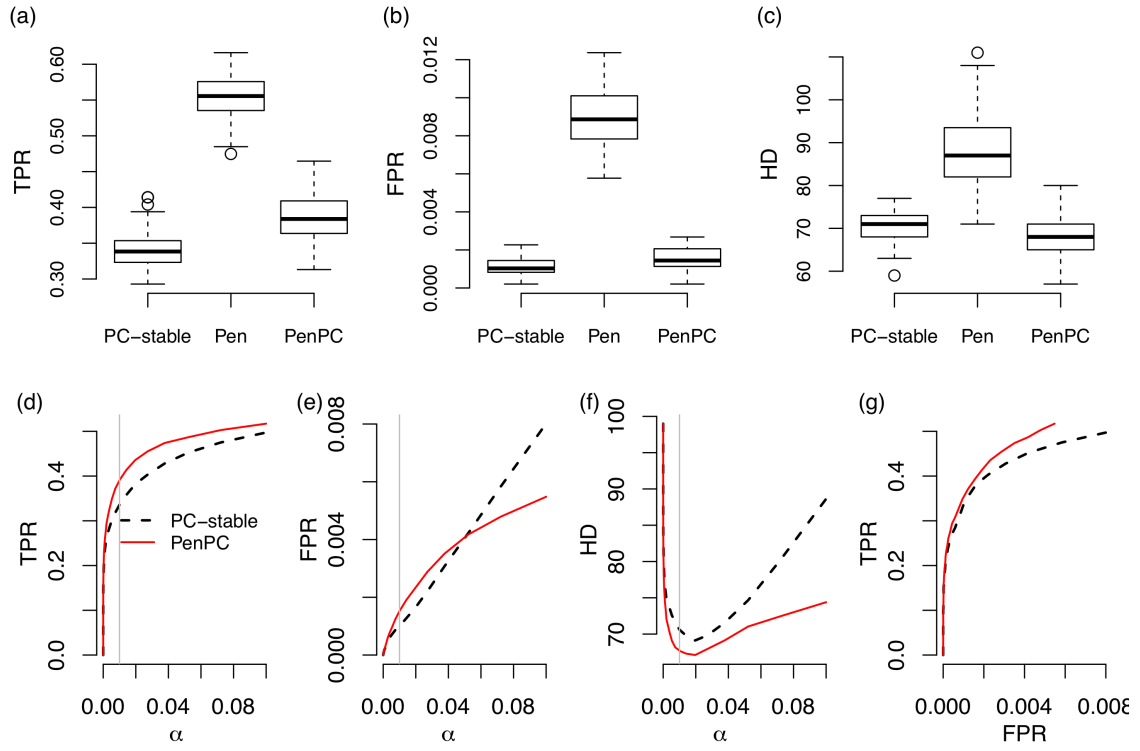 (a)
TPR
0.30
0.40
0.50
0.60
PC−stable
Pen
PenPC
(b)
FPR
0.000
0.004
0.008
0.012
PC−stable
Pen
PenPC
(c)
HD
60
70
80
90
100
PC−stable
Pen
PenPC
(d)
TPR
0.0
0.2
0.4
PC−stable
PenPC
0.00
0.04
0.08
α
(e)
FPR
0.000
0.004
0.008
0.00
0.04
0.08
α
(f)
HD
70
80
90
100
0.00
0.04
0.08
α
(g)
TPR
0.0
0.2
0.4
0.000
0.004
0.008
FPR